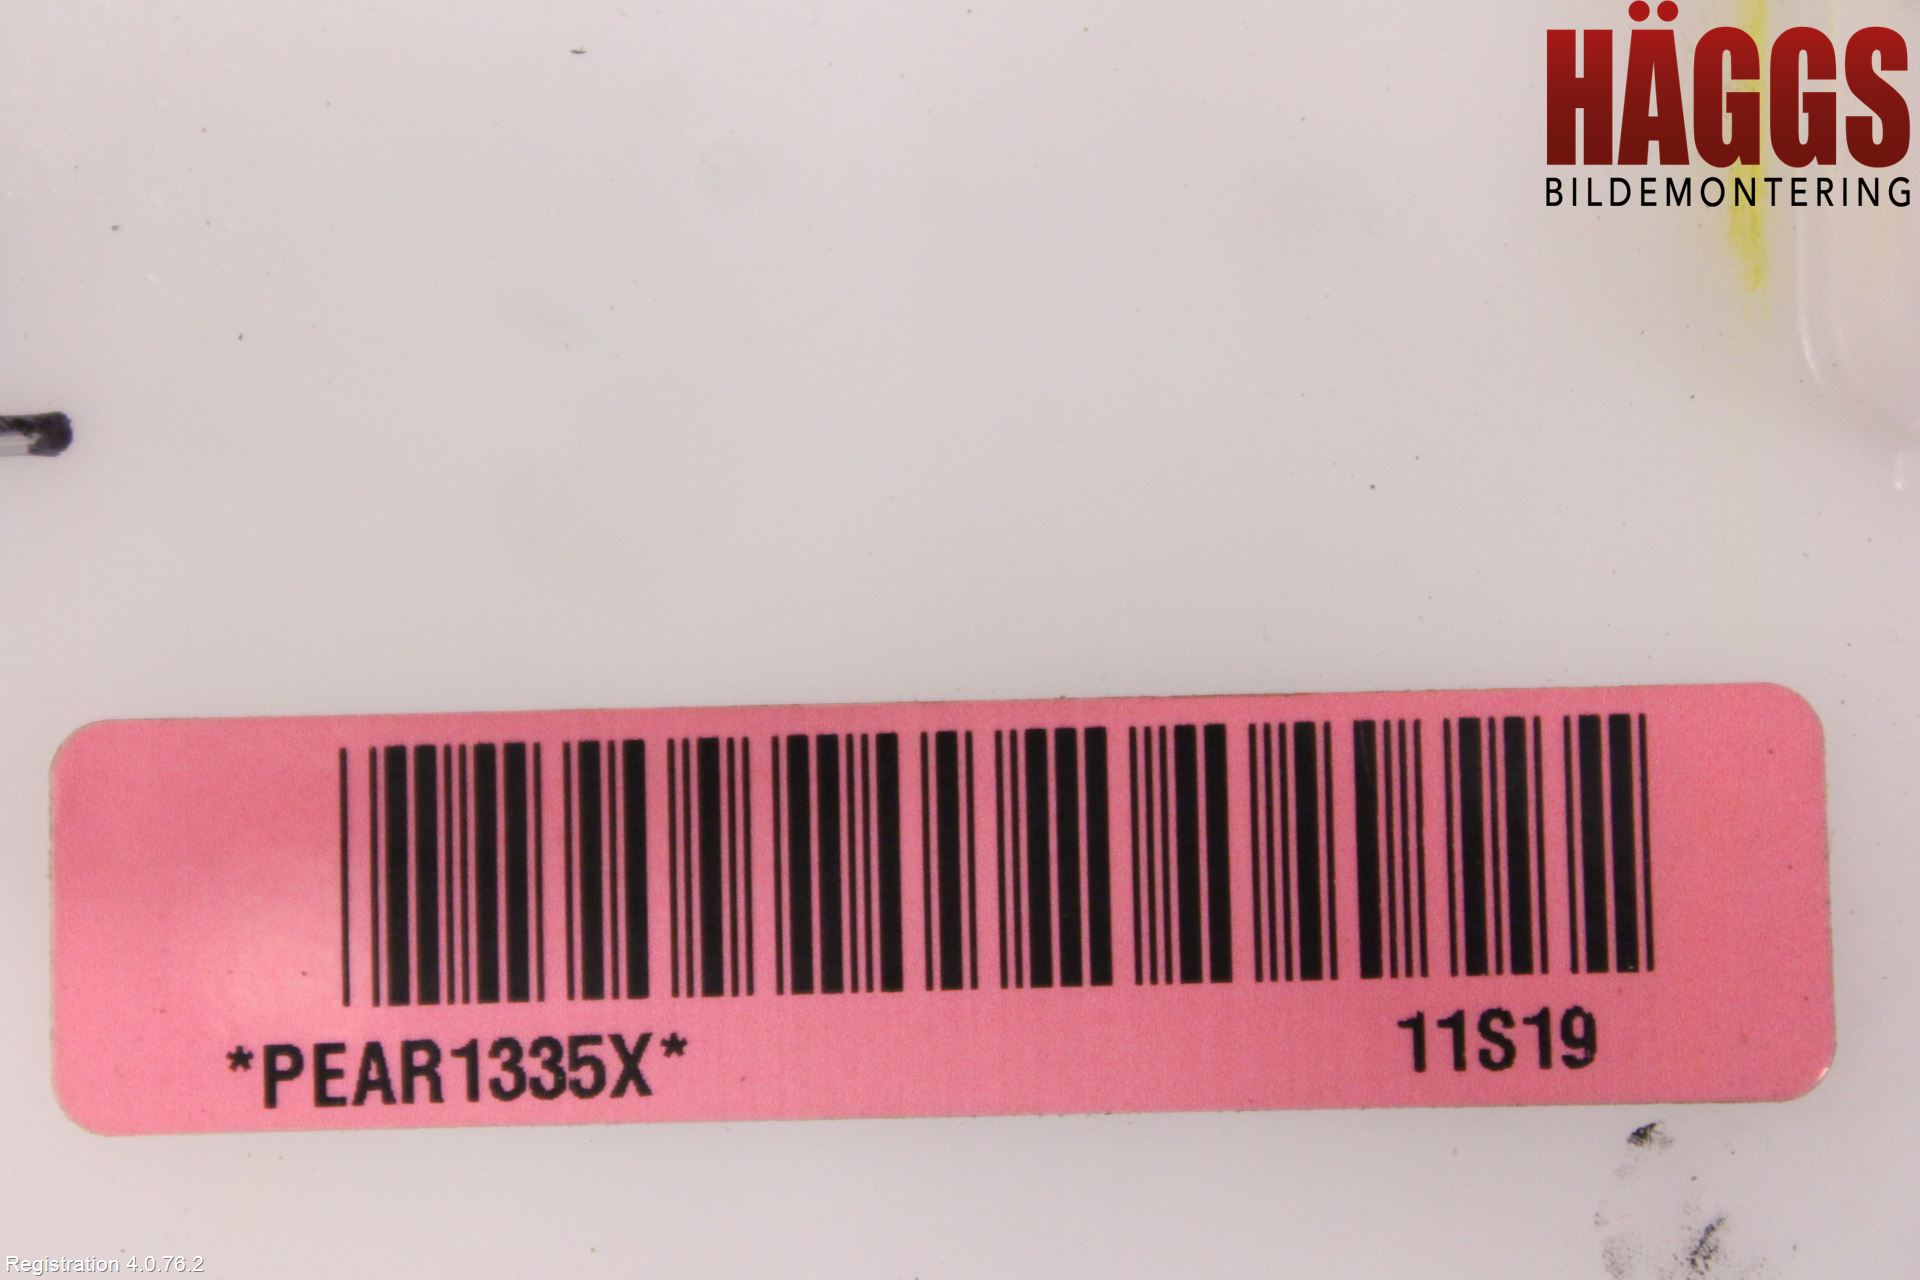 HÄGGS
BILDEMONTERING
*PEAR1335X*
11S19
Registration 4.0.76.2